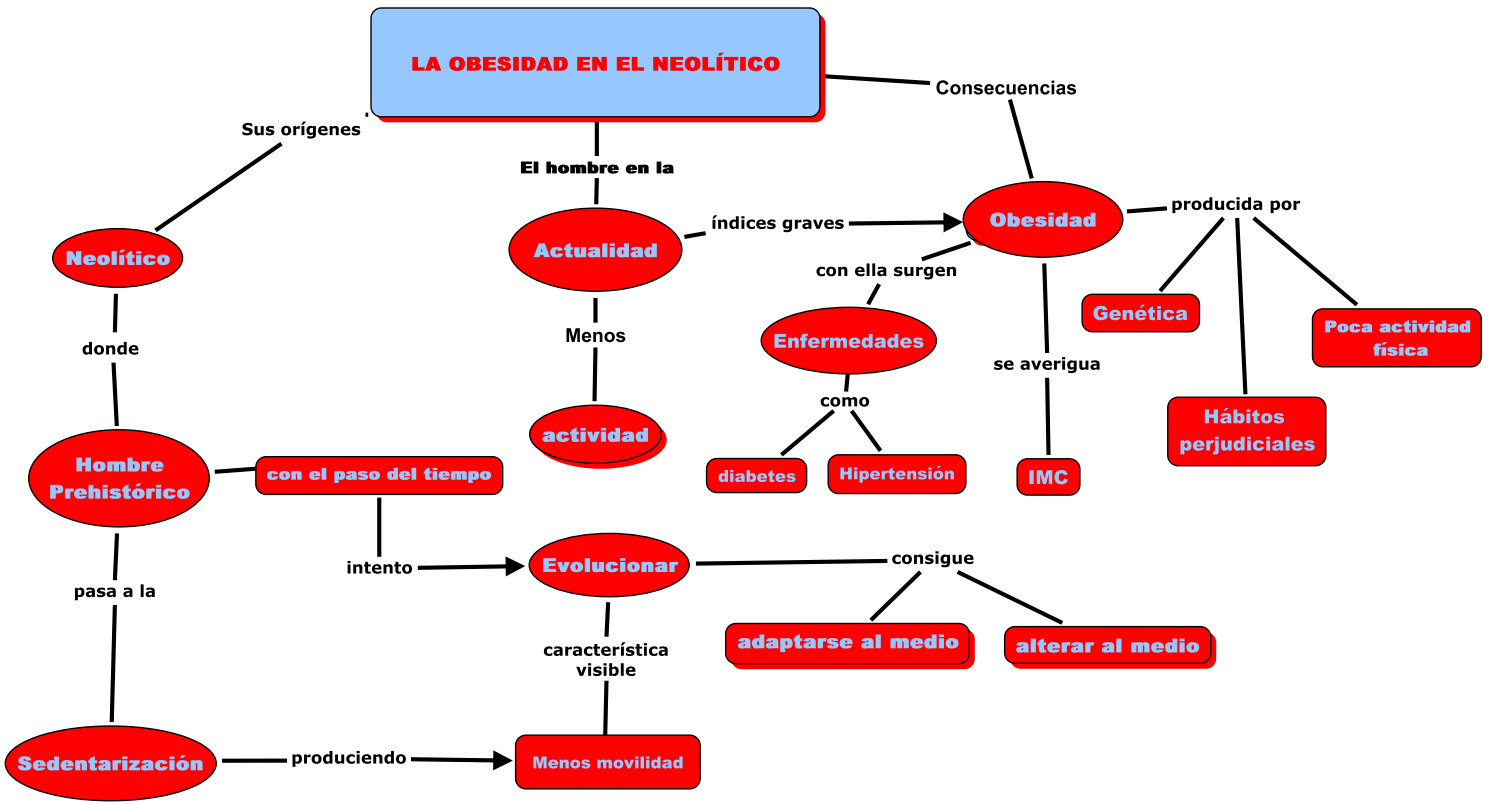 LA OBESIDAD EN EL NEOLÍTICO
Consecuencias
Sus orígenes
El hombre en la
producida por
Obesidad
índices graves
Actualidad
Neolítico
con ella surgen
Genética
Poca actividad
física
Menos
Enfermedades
donde
se averigua
como
Hábitos
perjudiciales
actividad
Hombre
Prehistórico
con el paso del tiempo
diabetes
Hipertensión
IMC
intento
Evolucionar
consigue
pasa a la
adaptarse al medio
alterar al medio
característica
visible
Sedentarización
produciendo
Menos movilidad